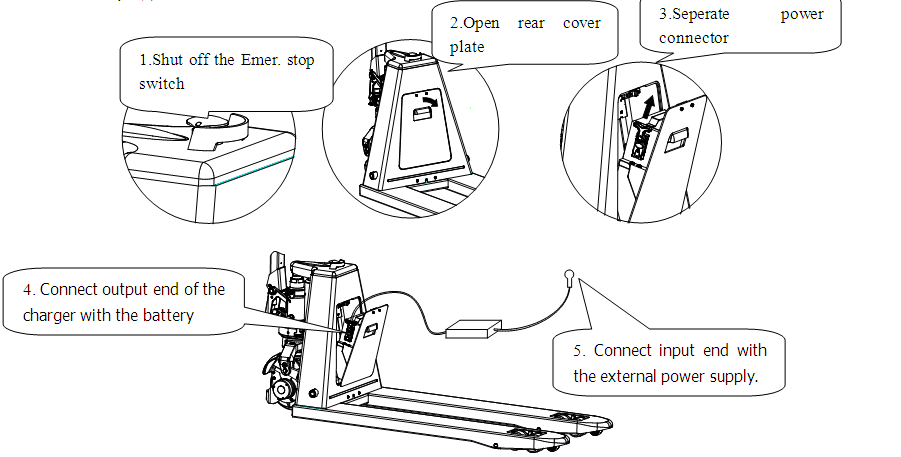 1.Shut off the Emer. stop
switch
2.Open rear cover
plate
3.Seperate power
connector
4. Connect output end of the
charger with the battery
5. Connect input end with
the external power supply.